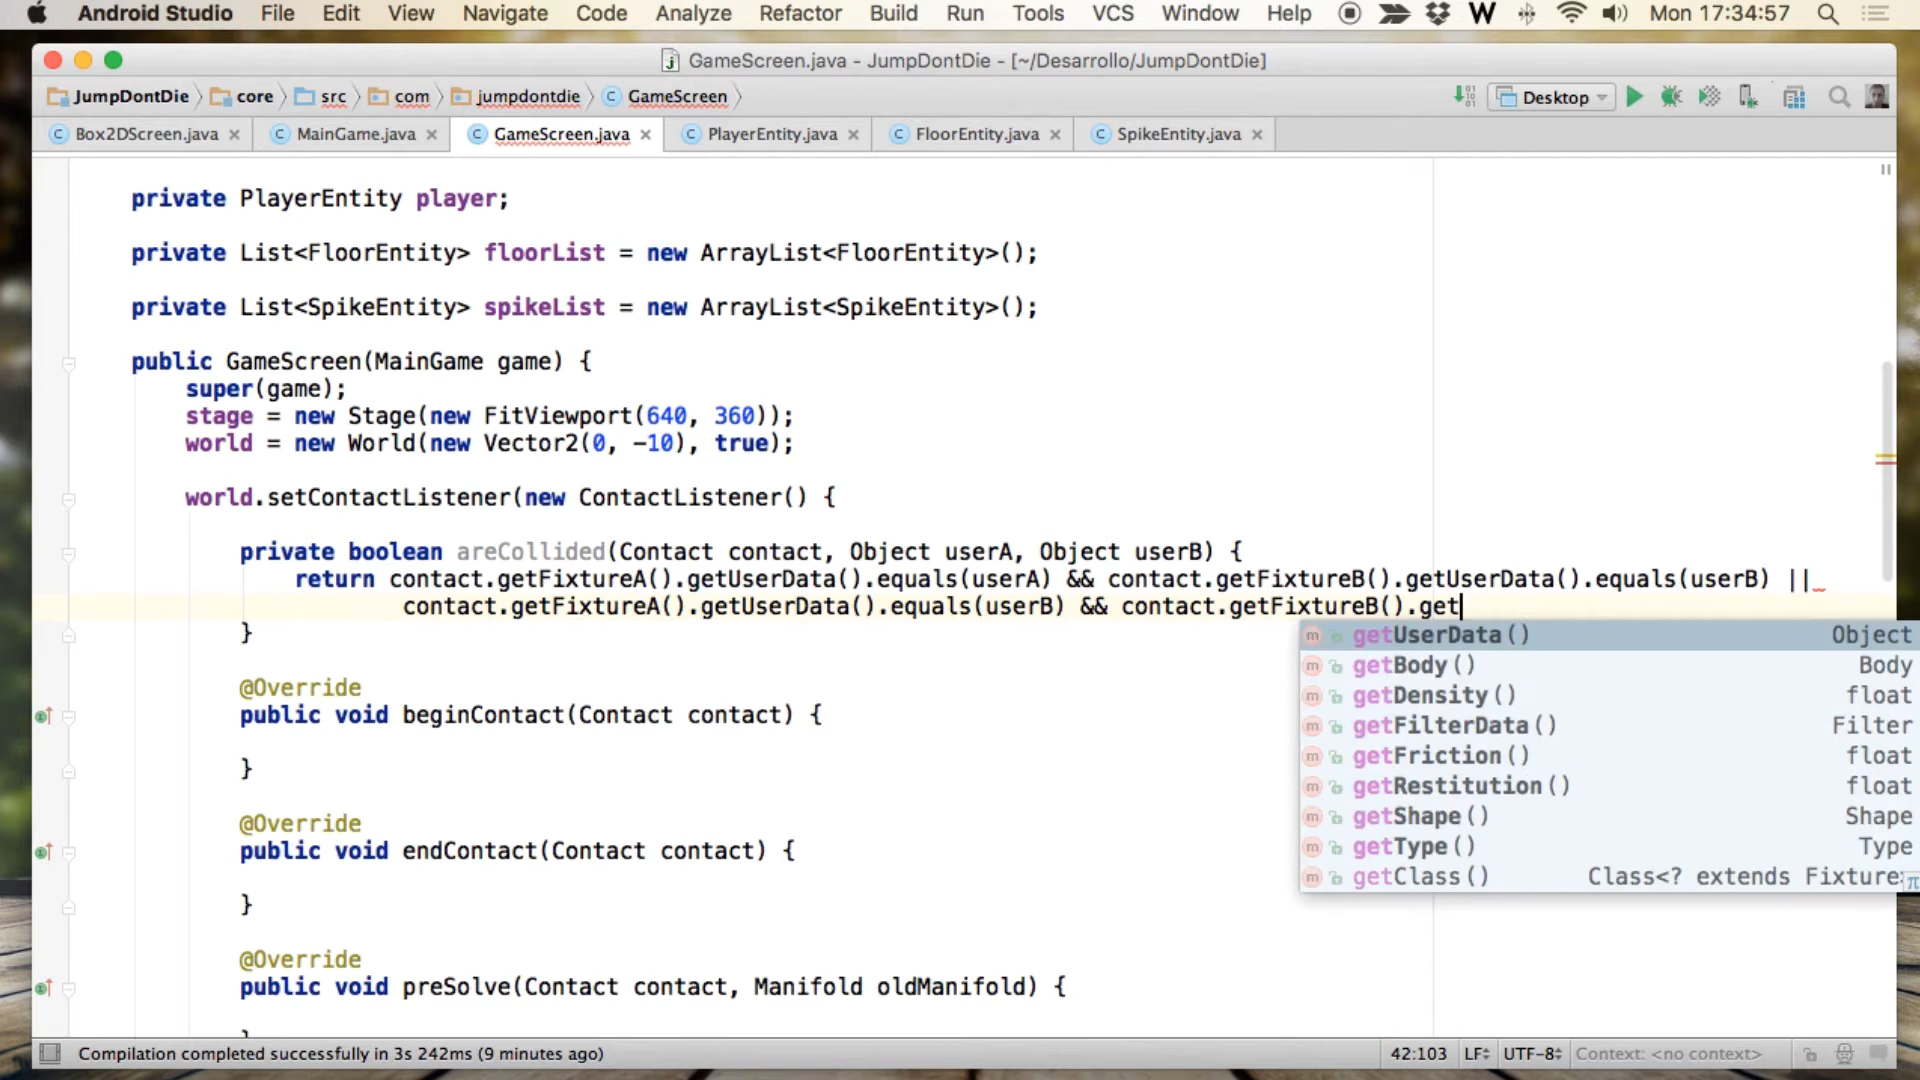 Android Studio File Edit View Navigate Code Analyze Refactor Build Run Tools VCS Window Help W Mon 17:34:57
GameScreen.java - JumpDontDie - [~/Desarrollo/JumpDontDie]
JumpDontDie core src com jumpdontdie GameScreen Desktop
Box2DScreen.java MainGame.java GameScreen.java PlayerEntity.java FloorEntity.java SpikeEntity.java
private PlayerEntity player;
private List<FloorEntity> floorList = new ArrayList<FloorEntity>();
private List<SpikeEntity> spikeList = new ArrayList<SpikeEntity>();
public GameScreen(MainGame game) {
super(game);
stage = new Stage(new FitViewport(640, 360));
world = new World(new Vector2(0, -10), true);
world.setContactListener(new ContactListener() {
private boolean areCollided(Contact contact, Object userA, Object userB) {
return contact.getFixtureA().getUserData().equals(userA) && contact.getFixtureB().getUserData().equals(userB) ||
contact.getFixtureA().getUserData().equals(userB) && contact.getFixtureB().get
}
getUserData() Object
getBody() Body
getDensity() float
getFilterData() Filter
getFriction() float
getRestitution() float
getShape() Shape
getType() Type
getClass() Class<? extends Fixture> π
@Override
public void beginContact(Contact contact) {
}
@Override
public void endContact(Contact contact) {
}
@Override
public void preSolve(Contact contact, Manifold oldManifold) {
}
Compilation completed successfully in 3s 242ms (9 minutes ago) 42:103 LF UTF-8 Context: <no context>